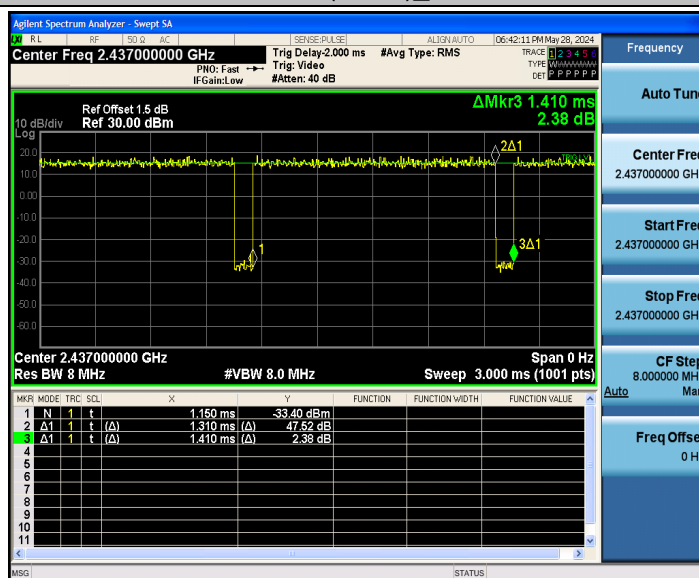 Agilent Spectrum Analyzer - Swept SA
LXI RL RF 50 Ω AC SENSE:PULSE ALIGN AUTO 06:42:11 PM May 28, 2024
Center Freq 2.437000000 GHz
PNO: Fast
IFGain:Low
Trig Delay-2.000 ms
Trig: Video
#Atten: 40 dB
#Avg Type: RMS
TRACE 1 2 3 4 5 6
TYPE W
DET P P P P P P
Frequency
Auto Tun
ΔMkr3 1.410 ms
2.38 dB
Ref Offset 1.5 dB
10 dB/div Ref 30.00 dBm
Log
20.0
10.0
0.00
-10.0
-20.0
-30.0
-40.0
-50.0
-60.0
2Δ1
1
3Δ1
Center 2.437000000 GHz Span 0 Hz
Res BW 8 MHz #VBW 8.0 MHz Sweep 3.000 ms (1001 pts)
Center Fre
2.437000000 GH
Start Fre
2.437000000 GH
Stop Fre
2.437000000 GH
CF Ste
8.000000 MH
Auto Ma
Freq Offse
0 H
MKR MODE TRC SCL X Y FUNCTION FUNCTION WIDTH FUNCTION VALUE
1 N 1 t 1.150 ms -33.40 dBm
2 Δ1 1 t (Δ) 1.310 ms (Δ) 47.52 dB
3 Δ1 1 t (Δ) 1.410 ms (Δ) 2.38 dB
4
5
6
7
8
9
10
11
MSG STATUS